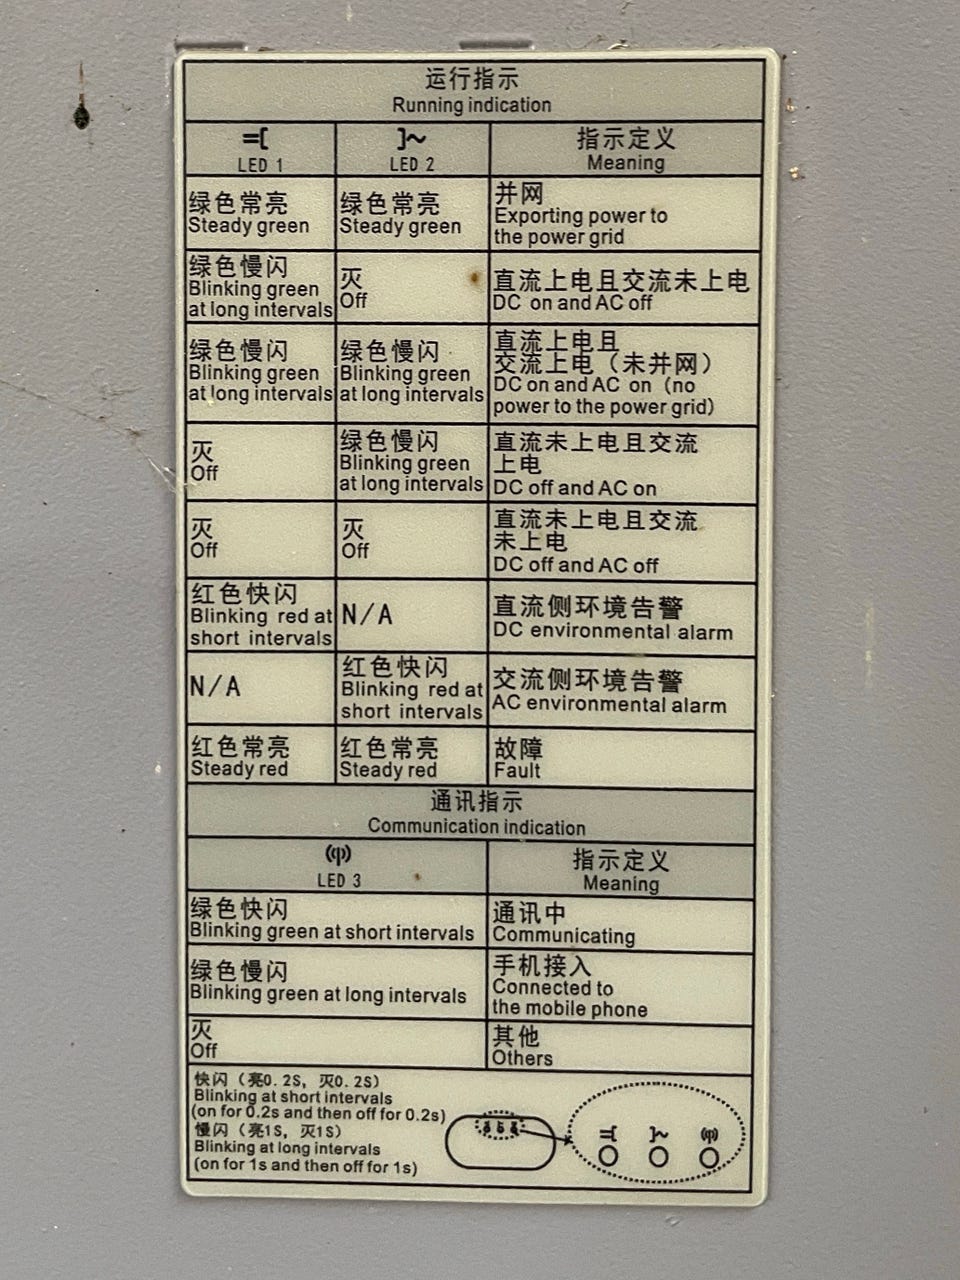 运行指示
Running indication
LED 1
LED 2
指示定义
Meaning
绿色常亮
Steady green
绿色常亮
Steady green
并网
Exporting power to
the power grid
绿色慢闪
Blinking green
at long intervals
灭
Off
直流上电且交流未上电
DC on and AC off
绿色慢闪
Blinking green
at long intervals
绿色慢闪
Blinking green
at long intervals
直流上电且
交流上电（未并网）
DC on and AC on (no
power to the power grid)
灭
Off
绿色慢闪
Blinking green
at long intervals
直流未上电且交流
上电
DC off and AC on
灭
Off
灭
Off
直流未上电且交流
未上电
DC off and AC off
红色快闪
Blinking red at
short intervals
N/A
直流侧环境告警
DC environmental alarm
N/A
红色快闪
Blinking red at
short intervals
交流侧环境告警
AC environmental alarm
红色常亮
Steady red
红色常亮
Steady red
故障
Fault
通讯指示
Communication indication
LED 3
指示定义
Meaning
绿色快闪
Blinking green at short intervals
通讯中
Communicating
绿色慢闪
Blinking green at long intervals
手机接入
Connected to
the mobile phone
灭
Off
其他
Others
快闪（亮0.2S，灭0.2S）
Blinking at short intervals
(on for 0.2s and then off for 0.2s)
慢闪（亮1S，灭1S）
Blinking at long intervals
(on for 1s and then off for 1s)